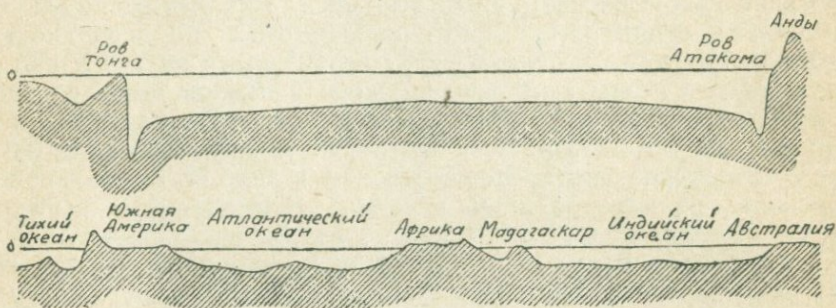 Анды
Ров
Тонга
Ров
Атакама
0
Тихий
океан
Южная
Америка
Атлантический
океан
Африка
Мадагаскар
Индийский
океан
Австралия
0